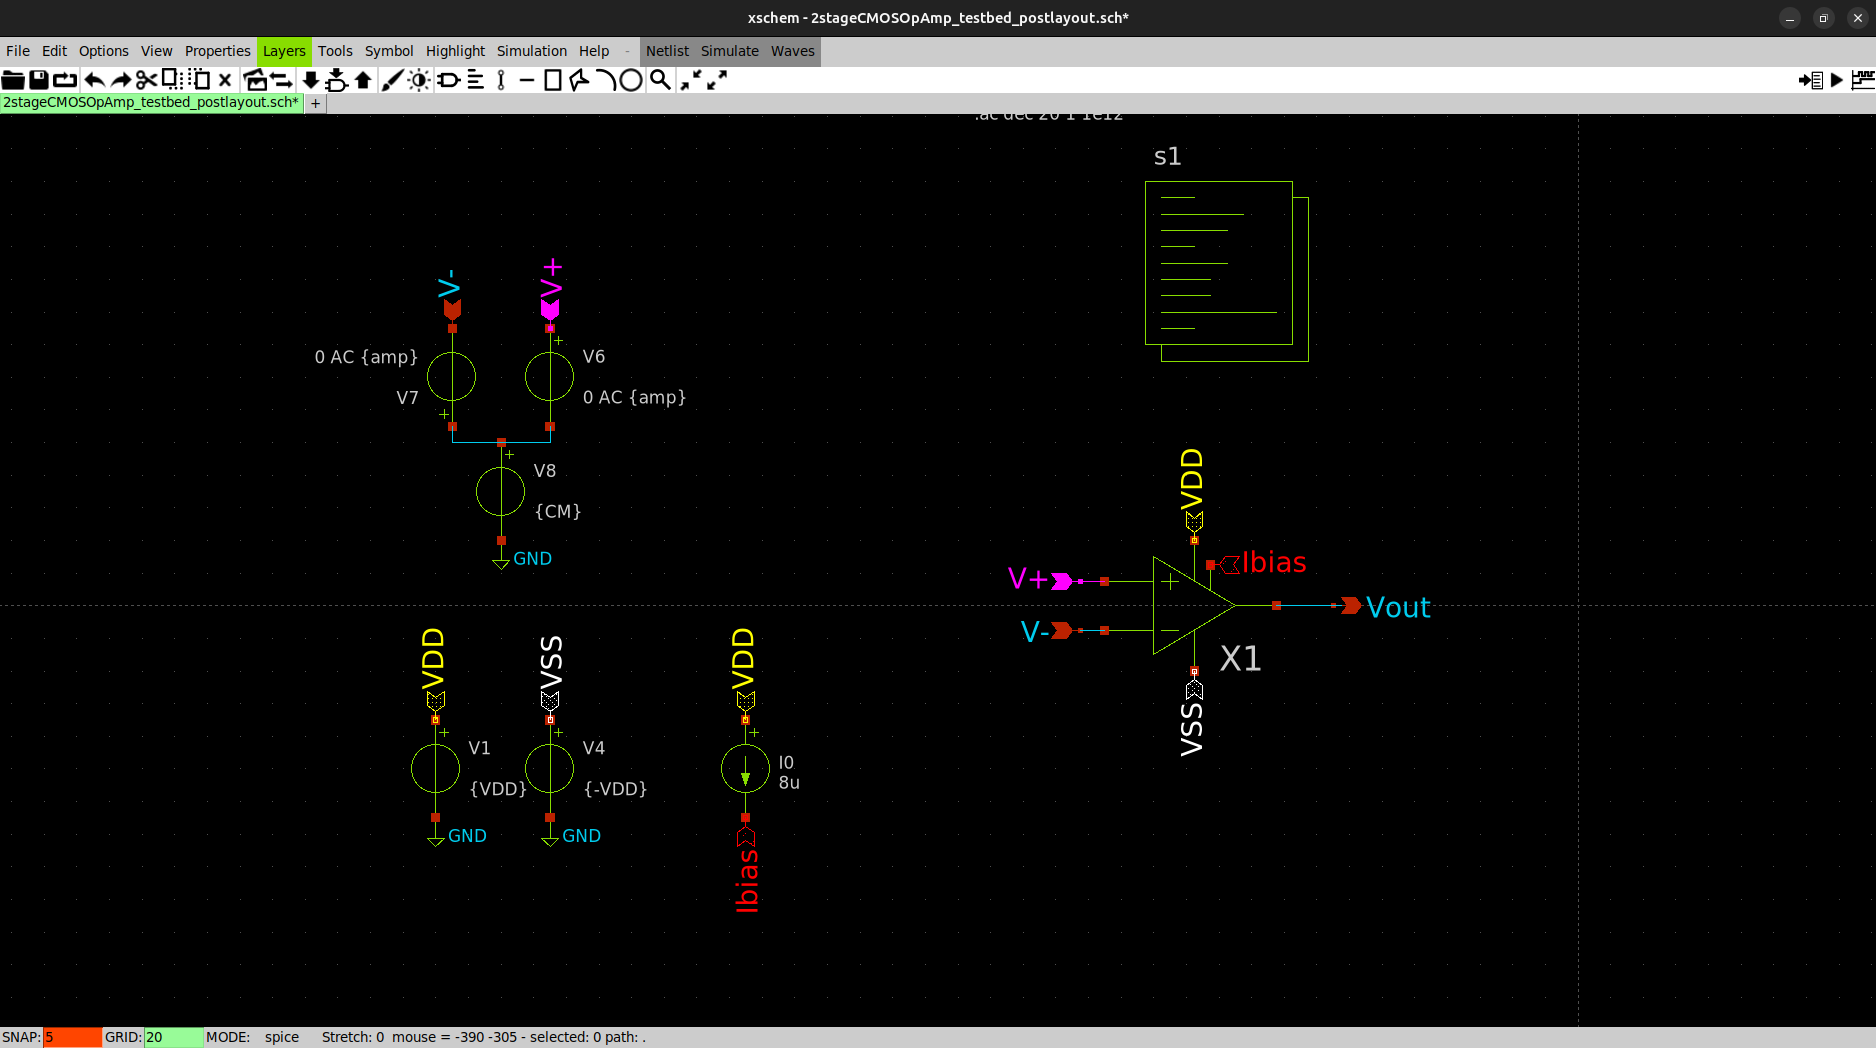 xschem - 2stageCMOSOpAmp_testbed_postlayout.sch*
File Edit Options View Properties Layers Tools Symbol Highlight Simulation Help - Netlist Simulate Waves
2stageCMOSOpAmp_testbed_postlayout.sch* +
.ac dec 20 1 1e12
s1
V- V+
0 AC {amp} V6
V7 0 AC {amp}
V8
{CM}
GND
VDD
Ibias
V+
Vout
V-
X1
VSS
VDD VSS VDD
V1 V4 I0
8u
{VDD} {-VDD}
GND GND
Ibias
SNAP: 5 GRID: 20 MODE: spice Stretch: 0 mouse = -390 -305 - selected: 0 path: .